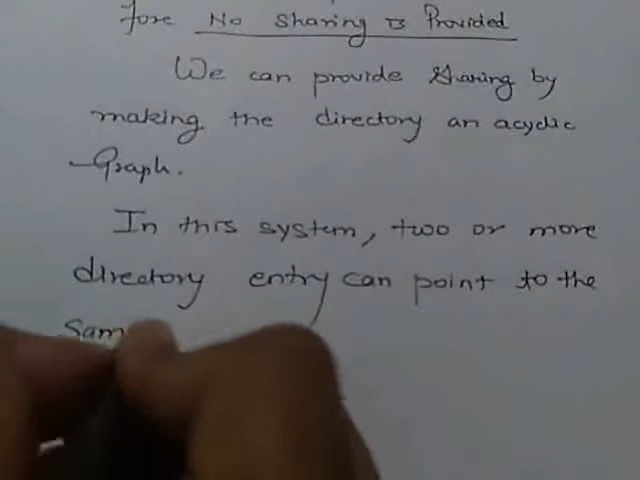 fore No sharing is Provided
We can provide sharing by
making the directory an acyclic
Graph.
In this system, two or more
directory entry can point to the
Sam